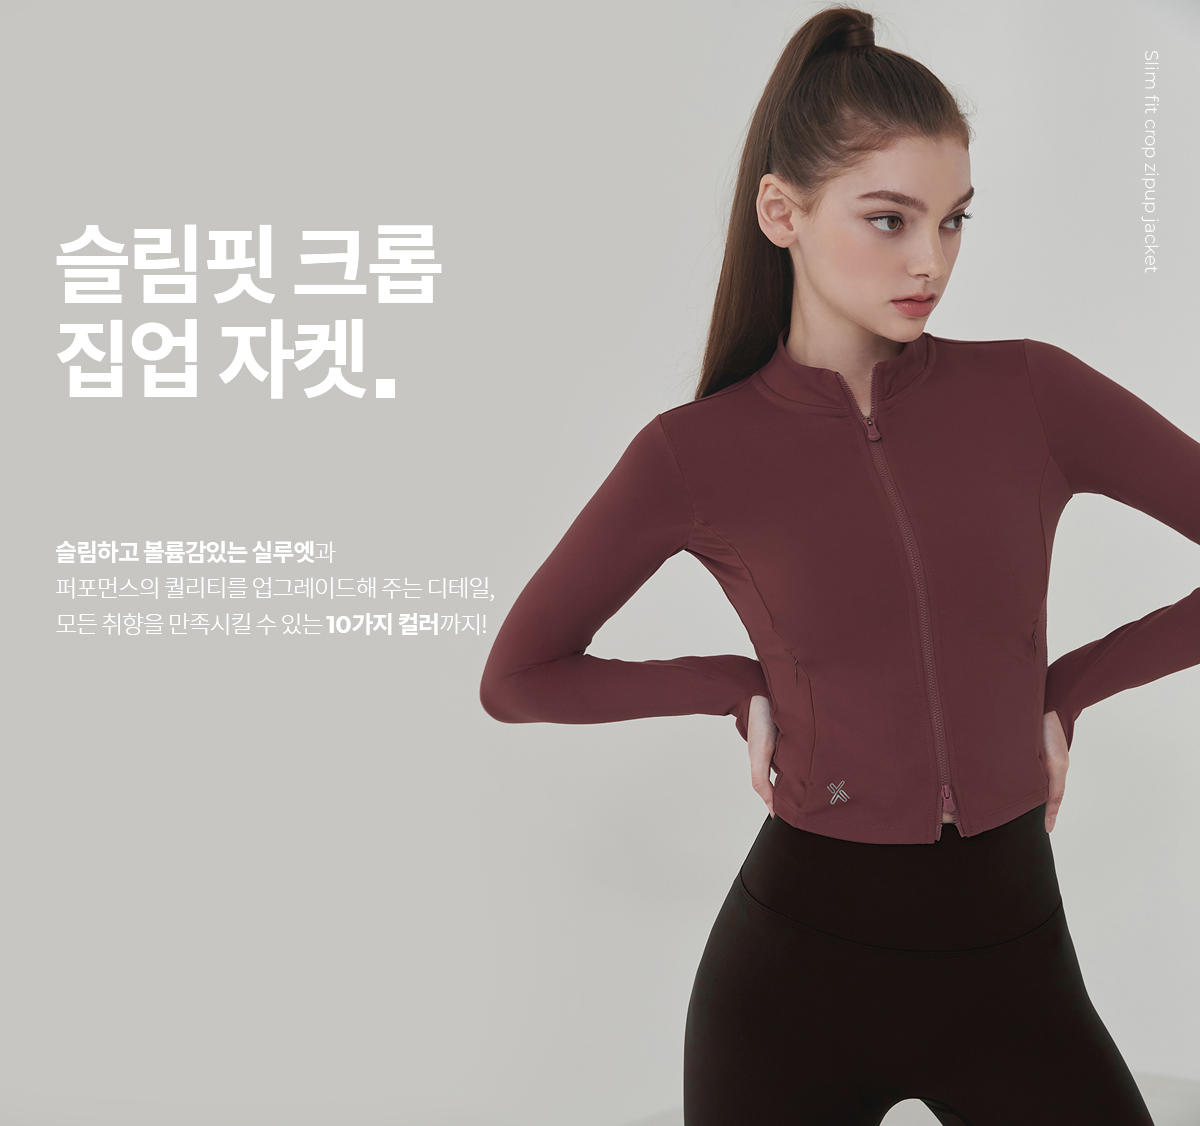 슬림핏 크롭
집업 자켓.
슬림하고 볼륨감있는 실루엣과
퍼포먼스의 퀄리티를 업그레이드해 주는 디테일,
모든 취향을 만족시킬 수 있는 10가지 컬러까지!
Slim fit crop zipup jacket